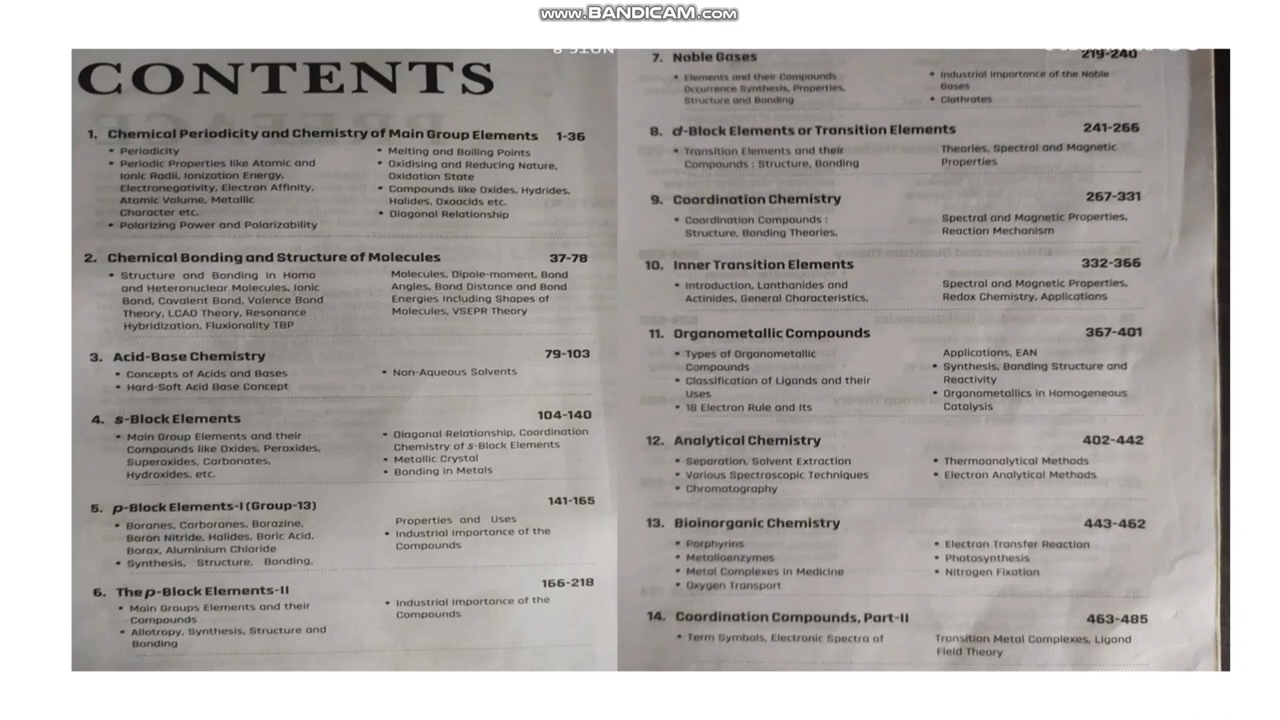 www.BANDICAM.com
CONTENTS
1. Chemical Periodicity and Chemistry of Main Group Elements 1-36
• Periodicity
• Periodic Properties like Atomic and
Ionic Radii, Ionization Energy,
Electronegativity, Electron Affinity,
Atomic Volume, Metallic
Character etc.
• Polarizing Power and Polarizability
• Melting and Boiling Points
• Oxidising and Reducing Nature,
Oxidation State
• Compounds like Oxides, Hydrides,
Halides, Oxoacids etc.
• Diagonal Relationship
2. Chemical Bonding and Structure of Molecules 37-78
• Structure and Bonding in Homo
and Heteronuclear Molecules, Ionic
Bond, Covalent Bond, Valence Bond
Theory, LCAO Theory, Resonance
Hybridization, Fluxionality TBP
Molecules, Dipole-moment, Bond
Angles, Bond Distance and Bond
Energies Including Shapes of
Molecules, VSEPR Theory
3. Acid-Base Chemistry 79-103
• Concepts of Acids and Bases
• Hard-Soft Acid Base Concept
• Non-Aqueous Solvents
4. s-Block Elements 104-140
• Main Group Elements and their
Compounds like Oxides, Peroxides,
Superoxides, Carbonates,
Hydroxides, etc.
• Diagonal Relationship, Coordination
Chemistry of s-Block Elements
• Metallic Crystal
• Bonding in Metals
5. p-Block Elements-I (Group-13) 141-165
• Boranes, Carboranes, Borazine,
Boron Nitride, Halides, Boric Acid,
Borax, Aluminium Chloride
• Synthesis, Structure, Bonding,
Properties and Uses
• Industrial Importance of the
Compounds
6. The p-Block Elements-II 166-218
• Main Groups Elements and their
Compounds
• Allotropy, Synthesis, Structure and
Bonding
• Industrial Importance of the
Compounds
7. Noble Gases 219-240
• Elements and their Compounds
Occurrence Synthesis, Properties,
Structure and Bonding
• Industrial Importance of the Noble
Gases
• Clathrates
8. d-Block Elements or Transition Elements 241-266
• Transition Elements and their
Compounds : Structure, Bonding
Theories, Spectral and Magnetic
Properties
9. Coordination Chemistry 267-331
• Coordination Compounds :
Structure, Bonding Theories,
Spectral and Magnetic Properties,
Reaction Mechanism
10. Inner Transition Elements 332-366
• Introduction, Lanthanides and
Actinides, General Characteristics,
Spectral and Magnetic Properties,
Redox Chemistry, Applications
11. Organometallic Compounds 367-401
• Types of Organometallic
Compounds
• Classification of Ligands and their
Uses
• 18 Electron Rule and Its
Applications, EAN
• Synthesis, Bonding Structure and
Reactivity
• Organometallics in Homogeneous
Catalysis
12. Analytical Chemistry 402-442
• Separation, Solvent Extraction
• Various Spectroscopic Techniques
• Chromatography
• Thermoanalytical Methods
• Electron Analytical Methods
13. Bioinorganic Chemistry 443-462
• Porphyrins
• Metalloenzymes
• Metal Complexes in Medicine
• Oxygen Transport
• Electron Transfer Reaction
• Photosynthesis
• Nitrogen Fixation
14. Coordination Compounds, Part-II 463-485
• Term Symbols, Electronic Spectra of
Transition Metal Complexes, Ligand
Field Theory